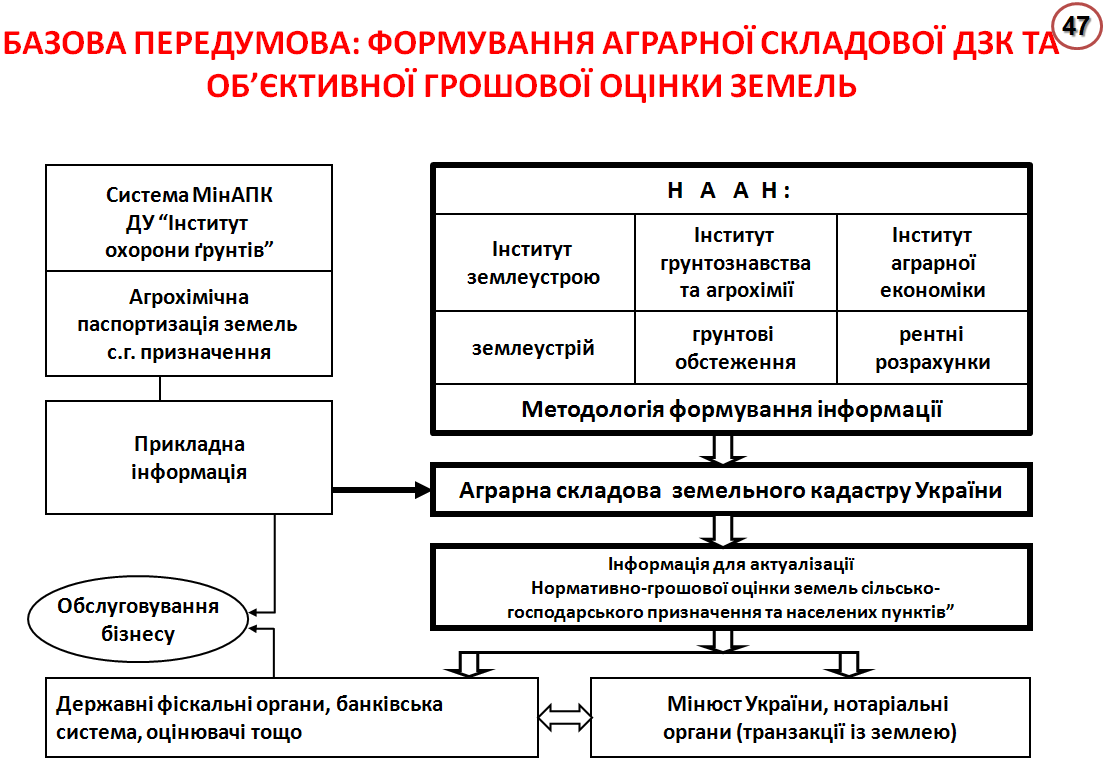 47
БАЗОВА ПЕРЕДУМОВА: ФОРМУВАННЯ АГРАРНОЇ СКЛАДОВОЇ ДЗК ТА
ОБ’ЄКТИВНОЇ ГРОШОВОЇ ОЦІНКИ ЗЕМЕЛЬ
Система МінАПК
ДУ “Інститут
охорони ґрунтів”
Агрохімічна
паспортизація земель
с.г. призначення
Прикладна
інформація
Обслуговування
бізнесу
Н А А Н :
Інститут
землеустрою
Інститут
грунтознавства
та агрохімії
Інститут
аграрної
економіки
землеустрій
грунтові
обстеження
рентні
розрахунки
Методологія формування інформації
Аграрна складова земельного кадастру України
Інформація для актуалізації
Нормативно-грошової оцінки земель сільсько-
господарського призначення та населених пунктів”
Державні фіскальні органи, банківська
система, оцінювачі тощо
Мінюст України, нотаріальні
органи (транзакції із землею)